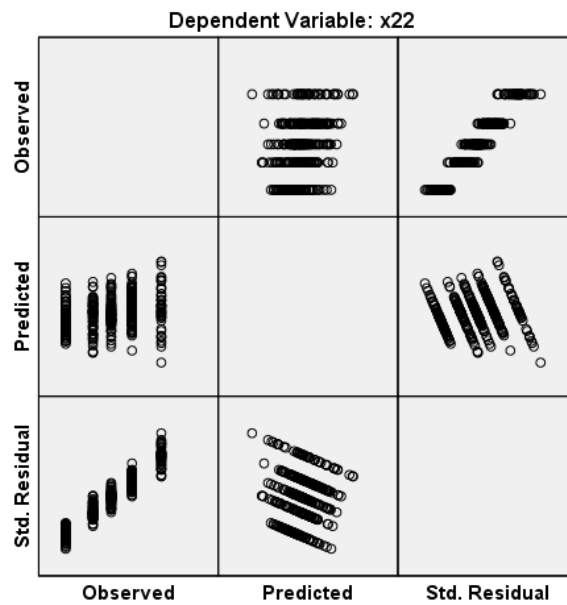 Dependent Variable: x22
Observed
Predicted
Std. Residual
Observed
Predicted
Std. Residual